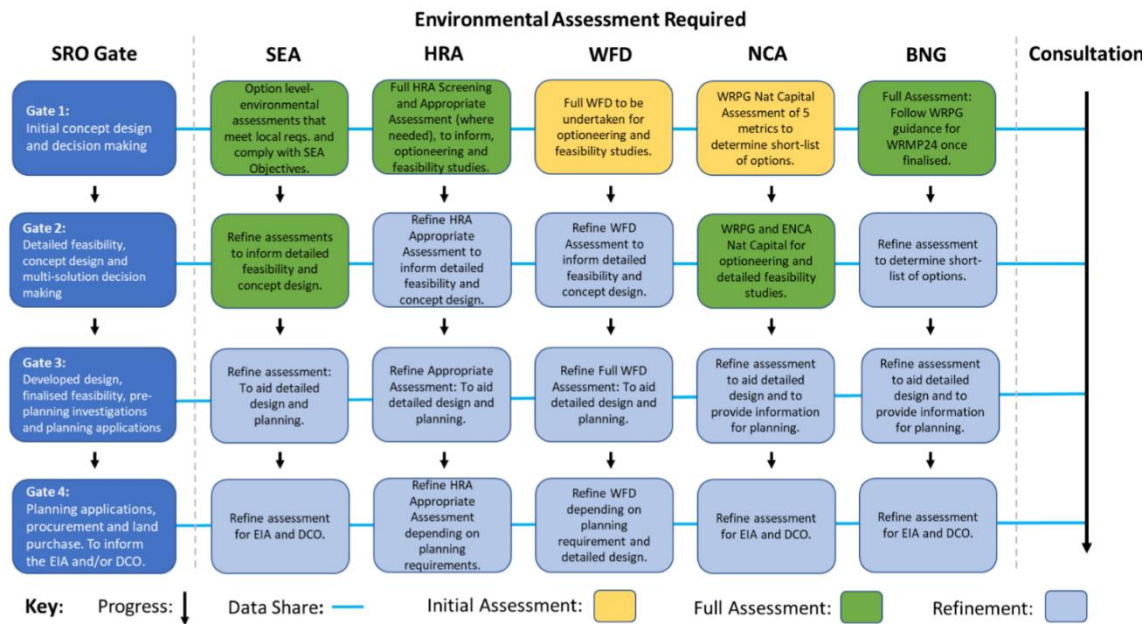 Environmental Assessment Required
SRO Gate
SEA
HRA
WFD
NCA
BNG
Consultation
Gate 1:
Initial concept design
and decision making
Option level-
environmental
assessments that
meet local reqs. and
comply with SEA
Objectives.
Full HRA Screening
and Appropriate
Assessment (where
needed), to inform,
optioneering and
feasibility studies.
Full WFD to be
undertaken for
optioneering and
feasibility studies.
WRPG Nat Capital
Assessment of 5
metrics to
determine short-list
of options.
Full Assessment:
Follow WRPG
guidance for
WRMP24 once
finalised.
Gate 2:
Detailed feasibility,
concept design and
multi-solution decision
making
Refine assessments
to inform detailed
feasibility and
concept design.
Refine HRA
Appropriate
Assessment to
inform detailed
feasibility and
concept design.
Refine WFD
Assessment to
inform detailed
feasibility and
concept design.
WRPG and ENCA
Nat Capital for
optioneering and
detailed feasibility
studies.
Refine assessment
to determine short-
list of options.
Gate 3:
Developed design,
finalised feasibility, pre-
planning investigations
and planning applications
Refine assessment:
To aid detailed
design and
planning.
Refine Appropriate
Assessment: To aid
detailed design and
planning.
Refine Full WFD
Assessment: To aid
detailed design and
planning.
Refine assessment
to aid detailed
design and to
provide information
for planning.
Refine assessment
to aid detailed
design and to
provide information
for planning.
Gate 4:
Planning applications,
procurement and land
purchase. To inform
the EIA and/or DCO.
Refine assessment
for EIA and DCO.
Refine HRA
Appropriate
Assessment
depending on
planning
requirements.
Refine WFD
depending on
planning
requirement and
detailed design.
Refine assessment
for EIA and DCO.
Refine assessment
for EIA and DCO.
Key: Progress: Data Share: Initial Assessment: Full Assessment: Refinement: